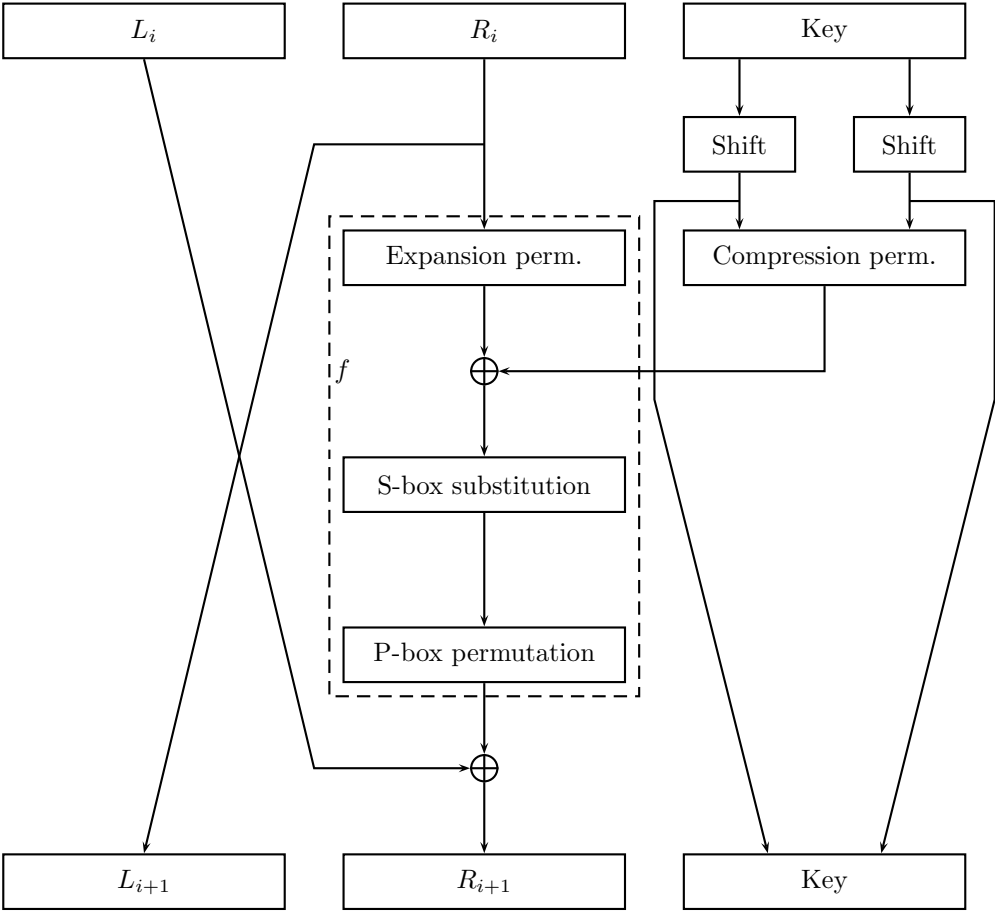 L_i
R_i
Key
Shift
Shift
Expansion perm.
Compression perm.
f
S-box substitution
P-box permutation
L_{i+1}
R_{i+1}
Key